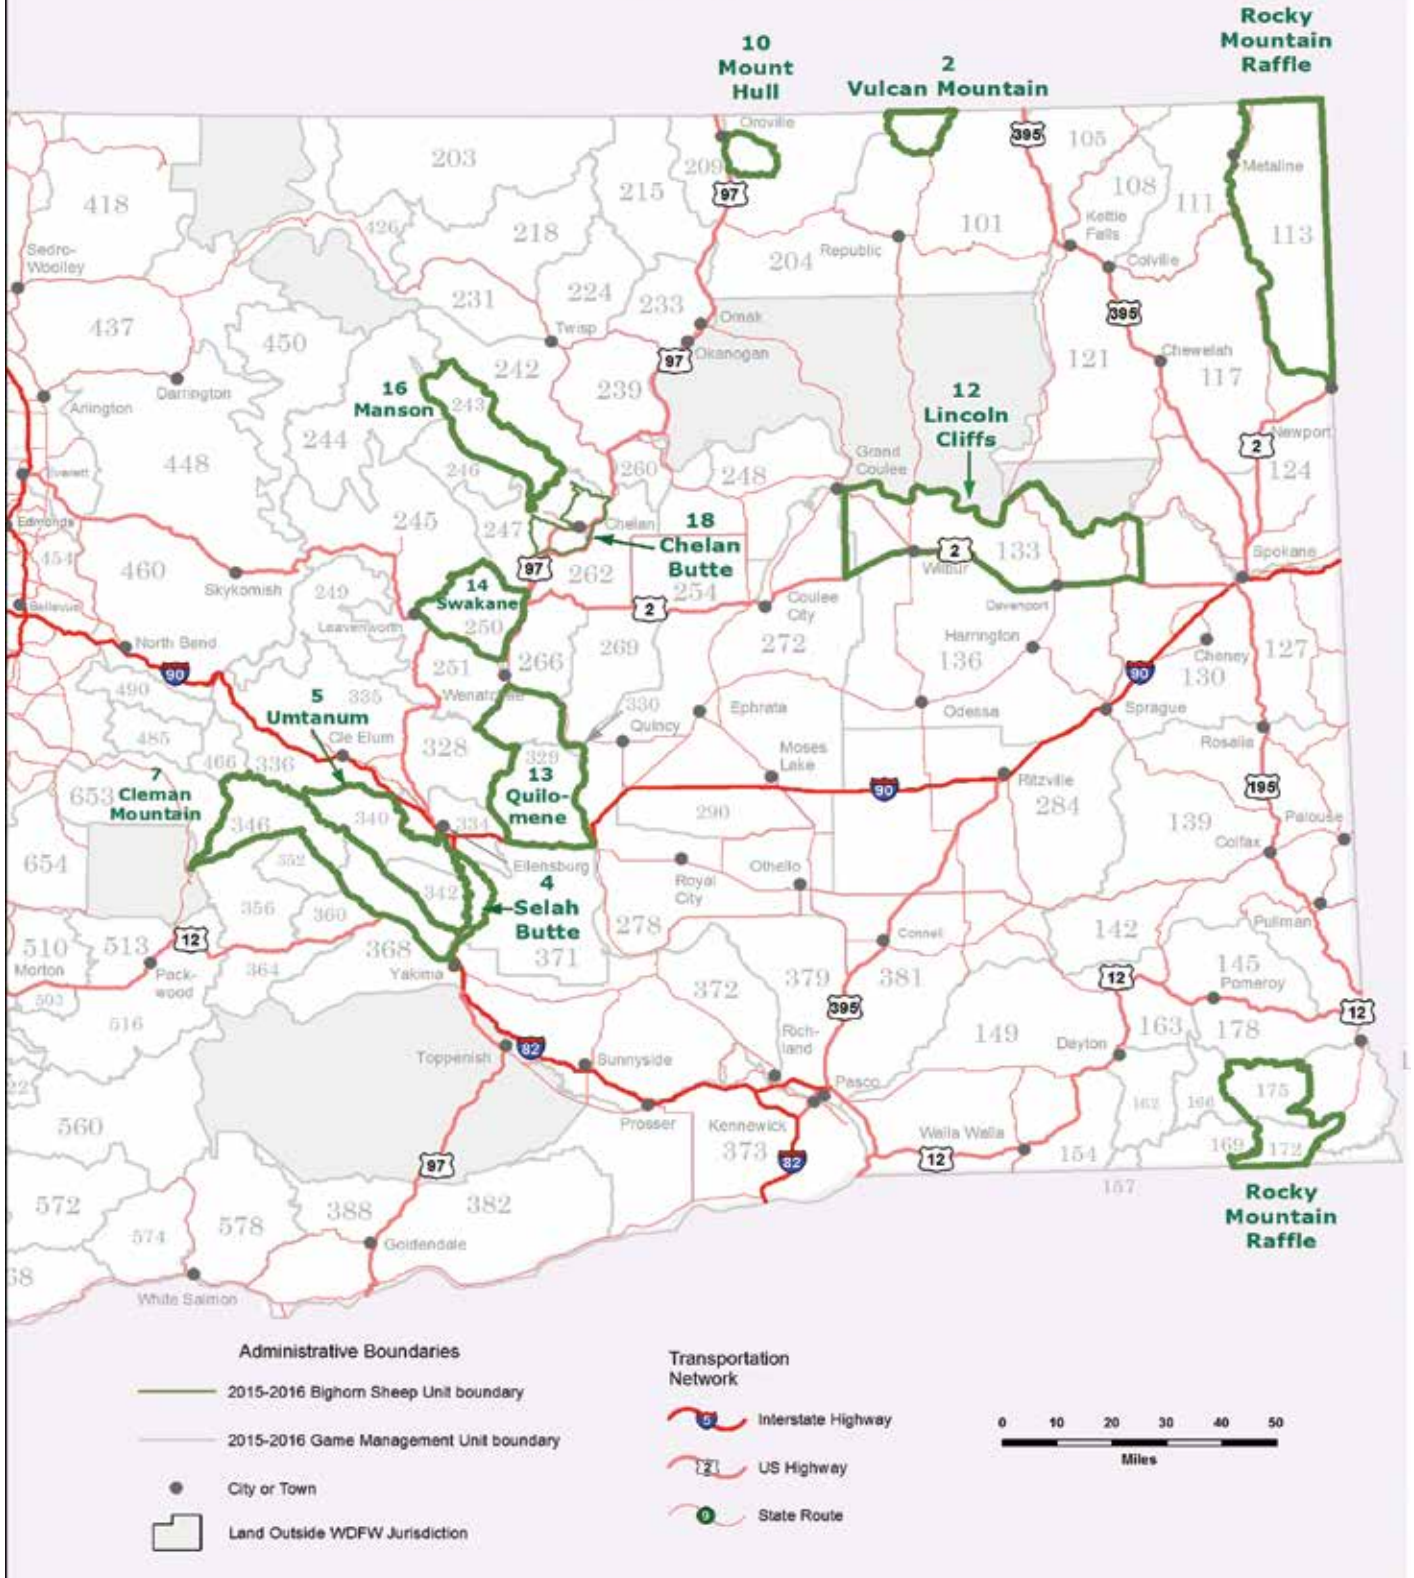 Rocky
Mountain
Raffle
10
Mount
Hull
2
Vulcan Mountain
Oroville
395
105
203
209
Metaline
215
97
108
418
111
426
218
101
Kettle
Falls
113
Sedro-
Woolley
204
Republic
Colville
231
224
233
437
Omak
395
450
Twisp
Okanogan
97
Chewelah
242
121
117
16
Manson
239
12
Lincoln
Cliffs
Darrington
Arlington
243
Newport
2
244
Grand
Coulee
448
Everett
246
260
248
124
Edmonds
245
247
Chelan
18
Chelan
Butte
133
2
Spokane
454
460
97
Wilbur
Skykomish
249
14
Swakane
262
254
Bellevue
2
Coulee
City
Davenport
Leavenworth
250
North Bend
266
269
272
Harrington
136
127
90
251
Cheney
90
130
490
335
Wenatchee
5
Umtanum
330
Ephrata
Odessa
Sprague
Quincy
485
Cle Elum
328
Rosalia
466
336
329
Moses
Lake
7
Cleman
Mountain
13
Quilo-
mene
Ritzville
90
195
653
284
346
340
334
290
139
Palouse
654
352
Ellensburg
Othello
Colfax
342
4
Selah
Butte
Royal
City
356
360
278
142
Pullman
12
510
513
368
Connell
Morton
Pack-
wood
364
Yakima
371
379
381
145
Pomeroy
12
503
372
395
12
516
Rich-
land
149
163
178
Dayton
82
Toppenish
Sunnyside
Pasco
175
22
162
166
560
Prosser
Kennewick
Walla Walla
373
169
172
97
82
12
154
157
572
388
382
Rocky
Mountain
Raffle
574
578
Goldendale
68
White Salmon
Administrative Boundaries
2015-2016 Bighorn Sheep Unit boundary
2015-2016 Game Management Unit boundary
City or Town
Land Outside WDFW Jurisdiction
Transportation
Network
5
Interstate Highway
2
US Highway
9
State Route
0 10 20 30 40 50
Miles